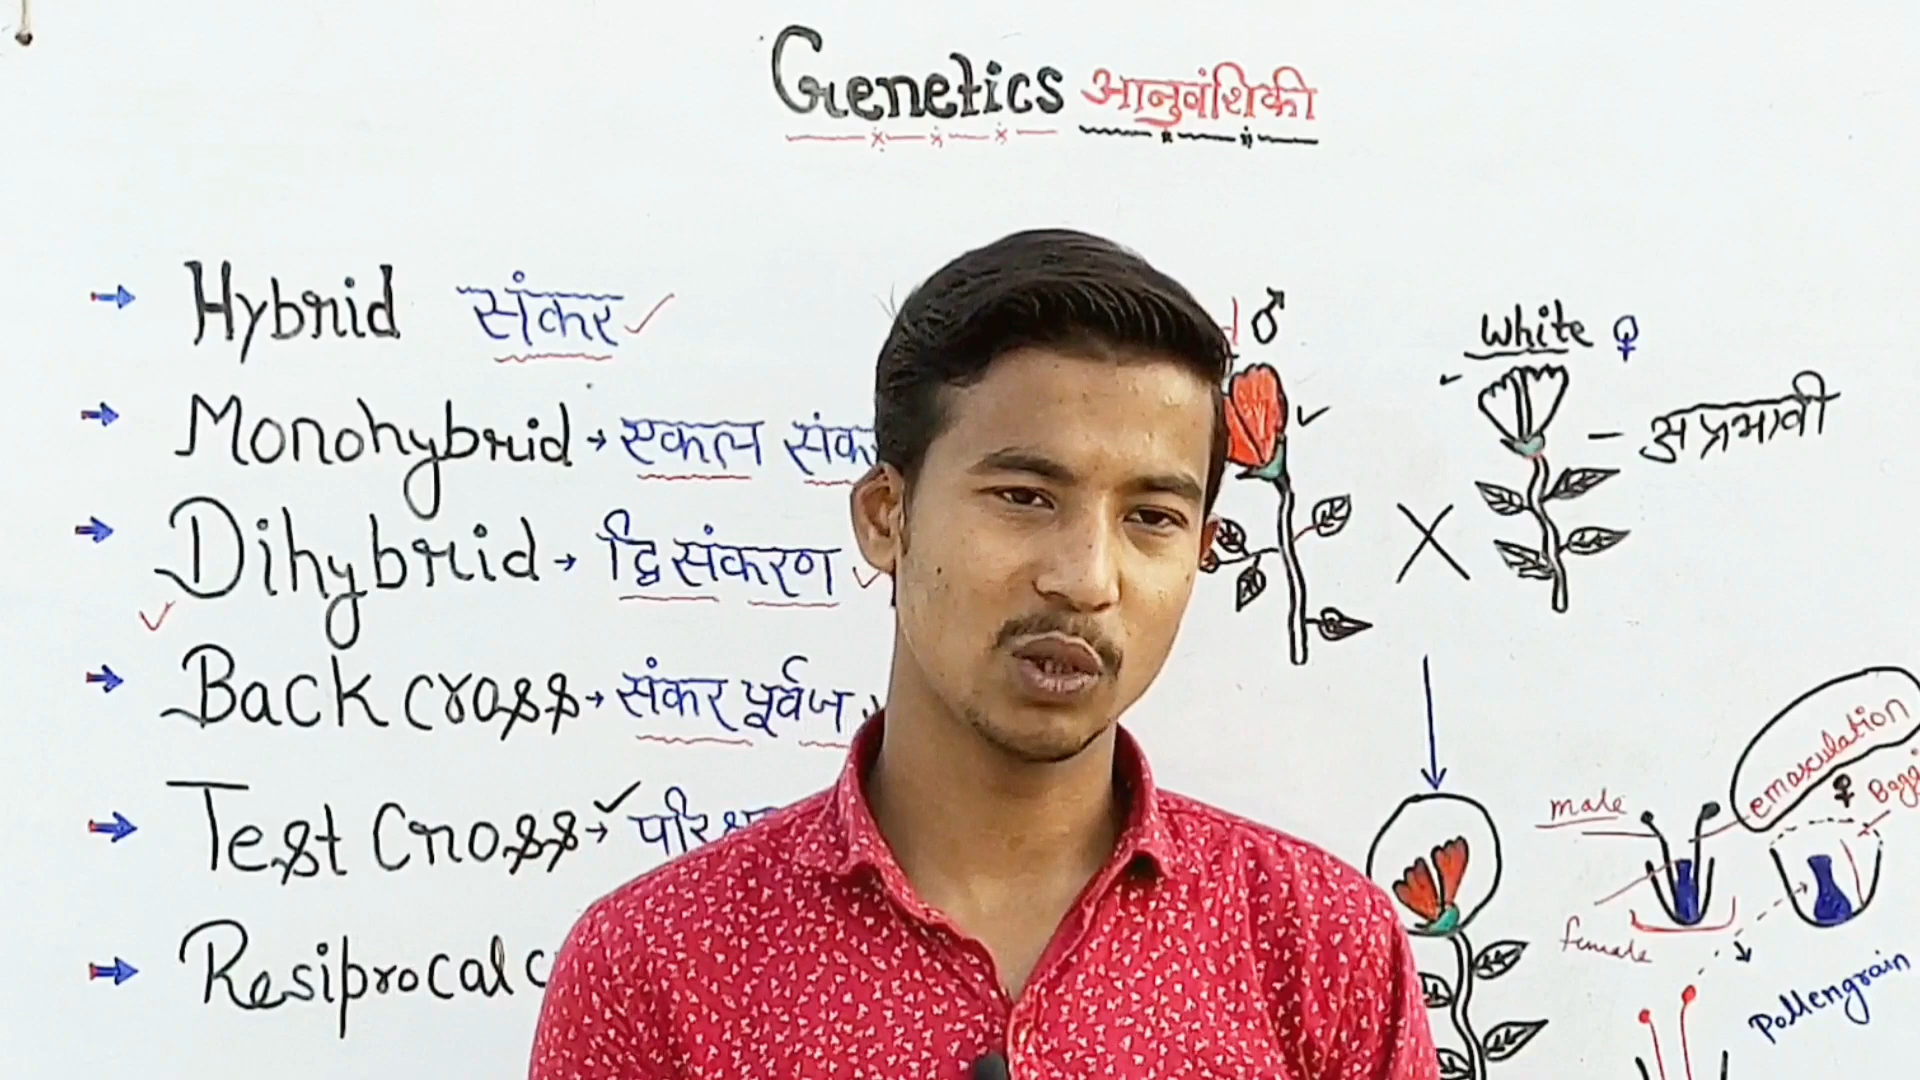 Genetics आनुवंशिकी
Hybrid संकर
Monohybrid → एकल
Dihybrid → द्विसंकरण
Back cross → संकर पूर्वज
Test Cross →
Resiprocal
♂
White ♀
अप्रभावी
emasculation
male
♀
female
Pollengrain